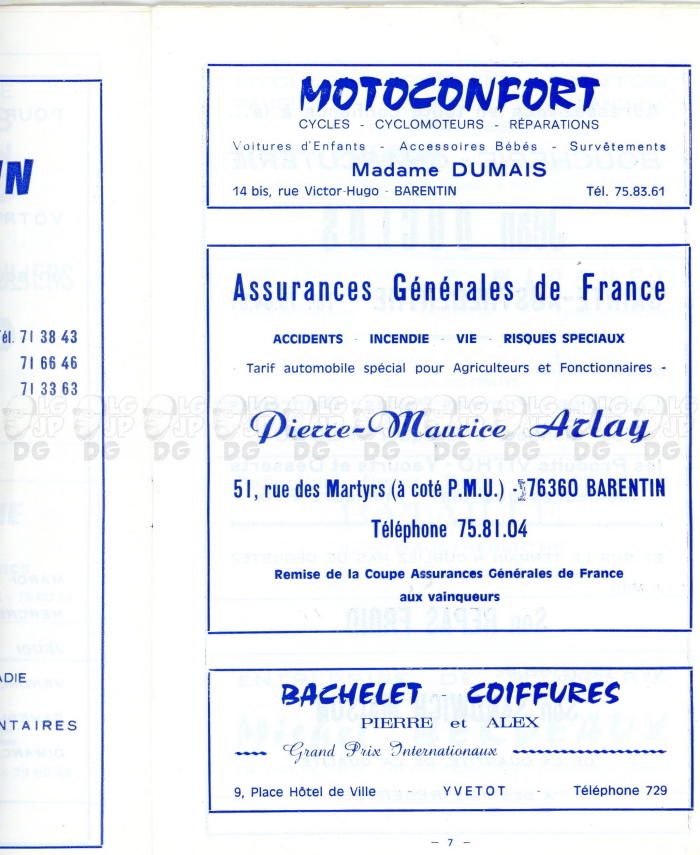 IN
Tél. 71 38 43
71 66 46
71 33 63
ADIE
NTAIRES
MOTOCONFORT
CYCLES - CYCLOMOTEURS - RÉPARATIONS
Voitures d'Enfants - Accessoires Bébés - Survêtements
Madame DUMAIS
14 bis, rue Victor-Hugo - BARENTIN Tél. 75.83.61
Assurances Générales de France
ACCIDENTS - INCENDIE - VIE - RISQUES SPECIAUX
- Tarif automobile spécial pour Agriculteurs et Fonctionnaires -
Pierre-Maurice Arlay
51, rue des Martyrs (à coté P.M.U.) - 76360 BARENTIN
Téléphone 75.81.04
Remise de la Coupe Assurances Générales de France
aux vainqueurs
BACHELET - COIFFURES
PIERRE et ALEX
Grand Prix Internationaux
9, Place Hôtel de Ville - YVETOT - Téléphone 729
- 7 -